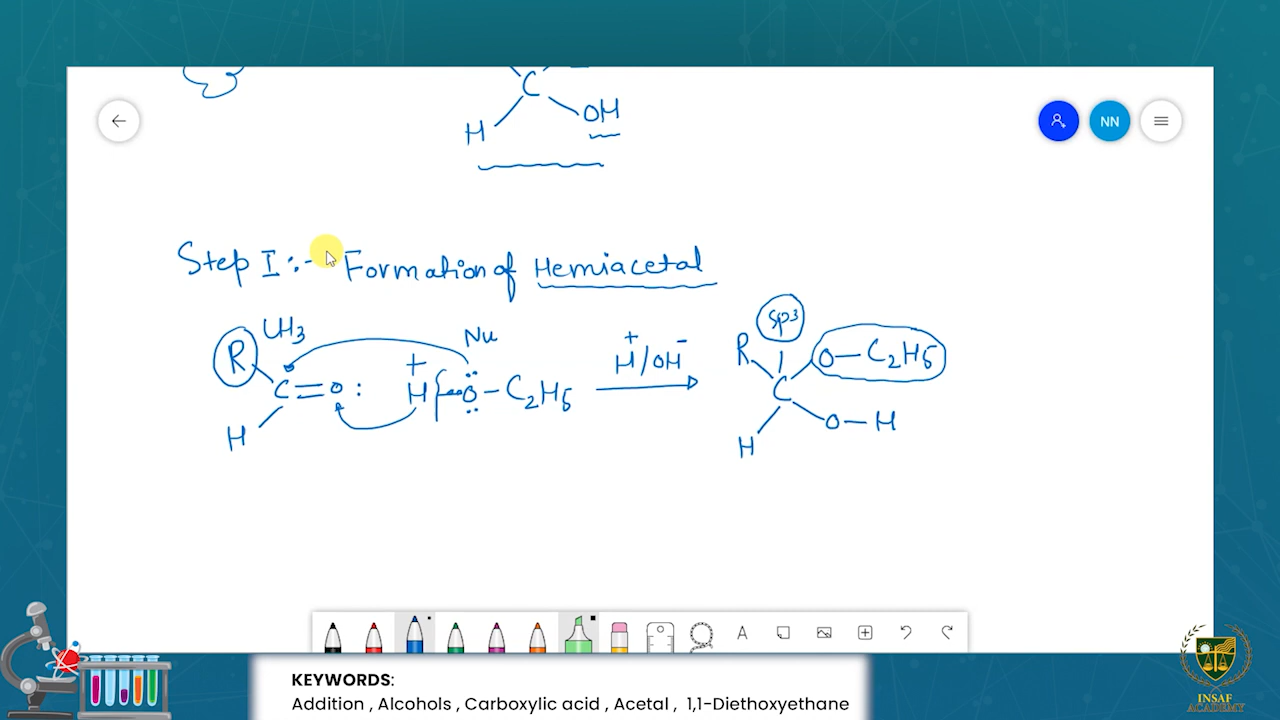 C
H OH
NN
Step I :- Formation of Hemiacetal
CH3 Nu sp3
R + H+/OH- R O-C2H5
C=O: H O-C2H5 C
H O-H
H
A
KEYWORDS:
Addition , Alcohols , Carboxylic acid , Acetal , 1,1-Diethoxyethane
INSAF
ACADEMY